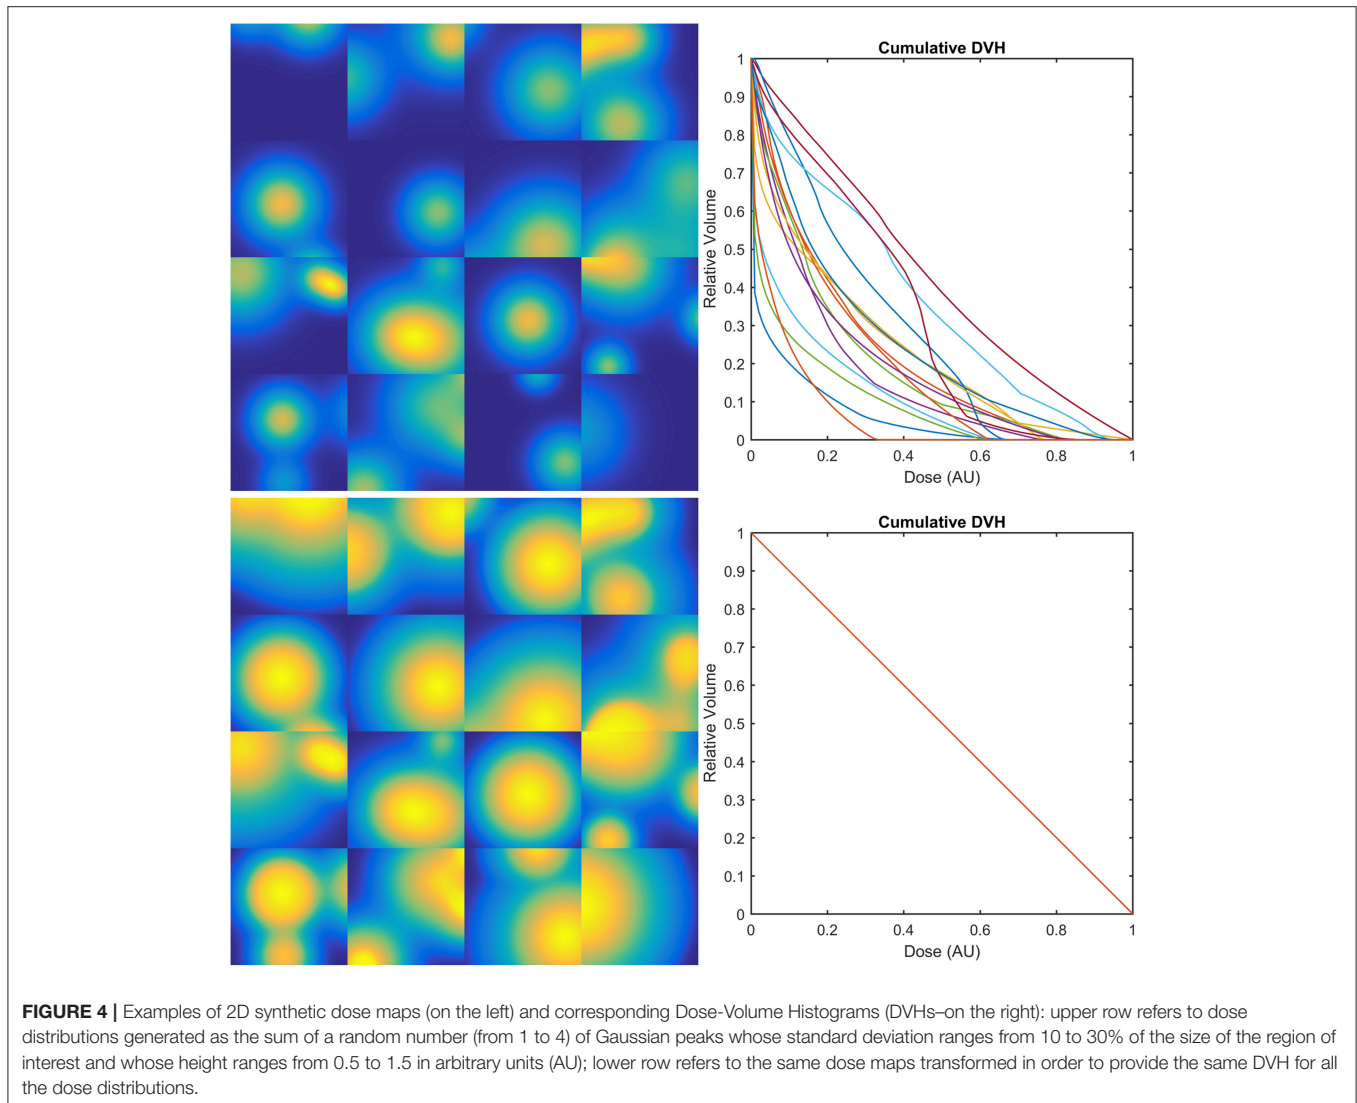 Cumulative DVH
1
0.9
0.8
0.7
0.6
0.5
0.4
0.3
0.2
0.1
0
Relative Volume
0 0.2 0.4 0.6 0.8 1
Dose (AU)
Cumulative DVH
1
0.9
0.8
0.7
0.6
0.5
0.4
0.3
0.2
0.1
0
Relative Volume
0 0.2 0.4 0.6 0.8 1
Dose (AU)
FIGURE 4 | Examples of 2D synthetic dose maps (on the left) and corresponding Dose-Volume Histograms (DVHs–on the right): upper row refers to dose
distributions generated as the sum of a random number (from 1 to 4) of Gaussian peaks whose standard deviation ranges from 10 to 30% of the size of the region of
interest and whose height ranges from 0.5 to 1.5 in arbitrary units (AU); lower row refers to the same dose maps transformed in order to provide the same DVH for all
the dose distributions.